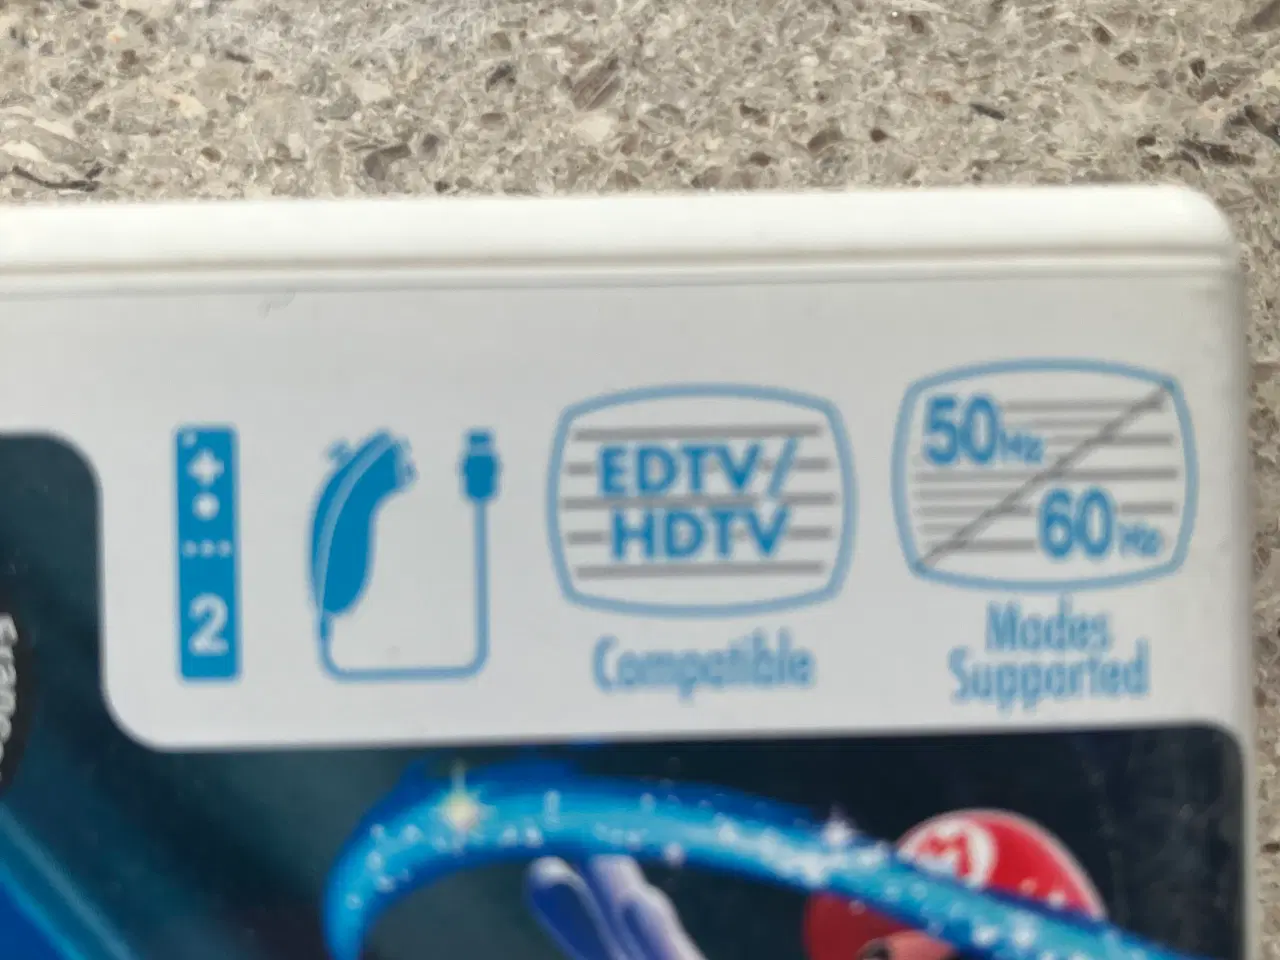 2
EDTV/
HDTV
Compatible
50Hz
60Hz
Modes
Supported
M